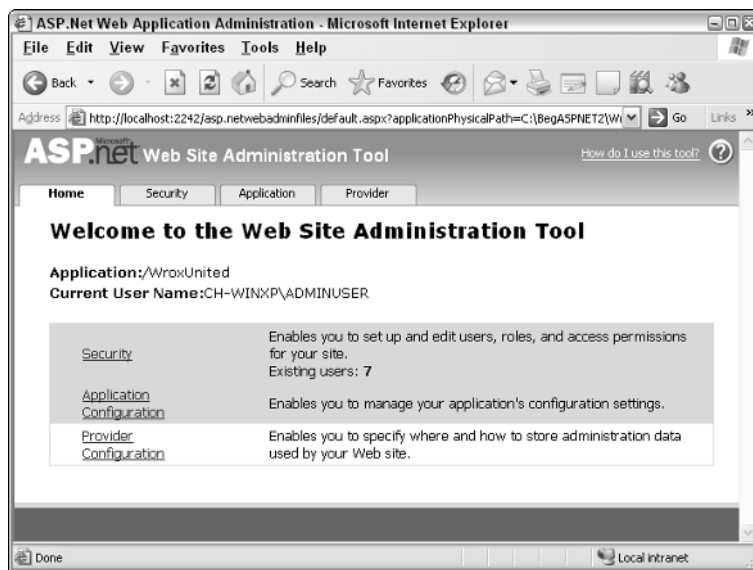 ASP.Net Web Application Administration - Microsoft Internet Explorer
File Edit View Favorites Tools Help
Back Search Favorites
Address http://localhost:2242/asp.netwebadminfiles/default.aspx?applicationPhysicalPath=C:\BegASPNET2\W Go Links »
Microsoft
ASP.net Web Site Administration Tool How do I use this tool? ?
Home Security Application Provider
Welcome to the Web Site Administration Tool
Application:/WroxUnited
Current User Name:CH-WINXP\ADMINUSER
Security
Enables you to set up and edit users, roles, and access permissions
for your site.
Existing users: 7
Application
Configuration
Enables you to manage your application's configuration settings.
Provider
Configuration
Enables you to specify where and how to store administration data
used by your Web site.
Done Local intranet